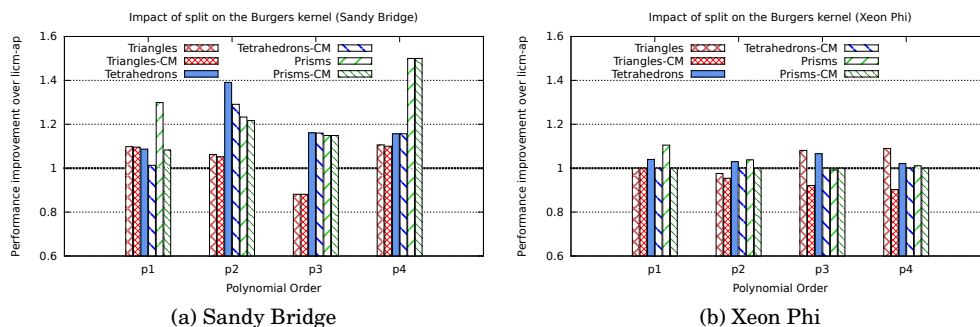 Impact of split on the Burgers kernel (Sandy Bridge)
Performance improvement over licm-ap
1.6
1.4
1.2
1
0.8
0.6
Triangles
Triangles-CM
Tetrahedrons
Tetrahedrons-CM
Prisms
Prisms-CM
p1 p2 p3 p4
Polynomial Order
(a) Sandy Bridge
Impact of split on the Burgers kernel (Xeon Phi)
Performance improvement over licm-ap
1.6
1.4
1.2
1
0.8
0.6
Triangles
Triangles-CM
Tetrahedrons
Tetrahedrons-CM
Prisms
Prisms-CM
p1 p2 p3 p4
Polynomial Order
(b) Xeon Phi